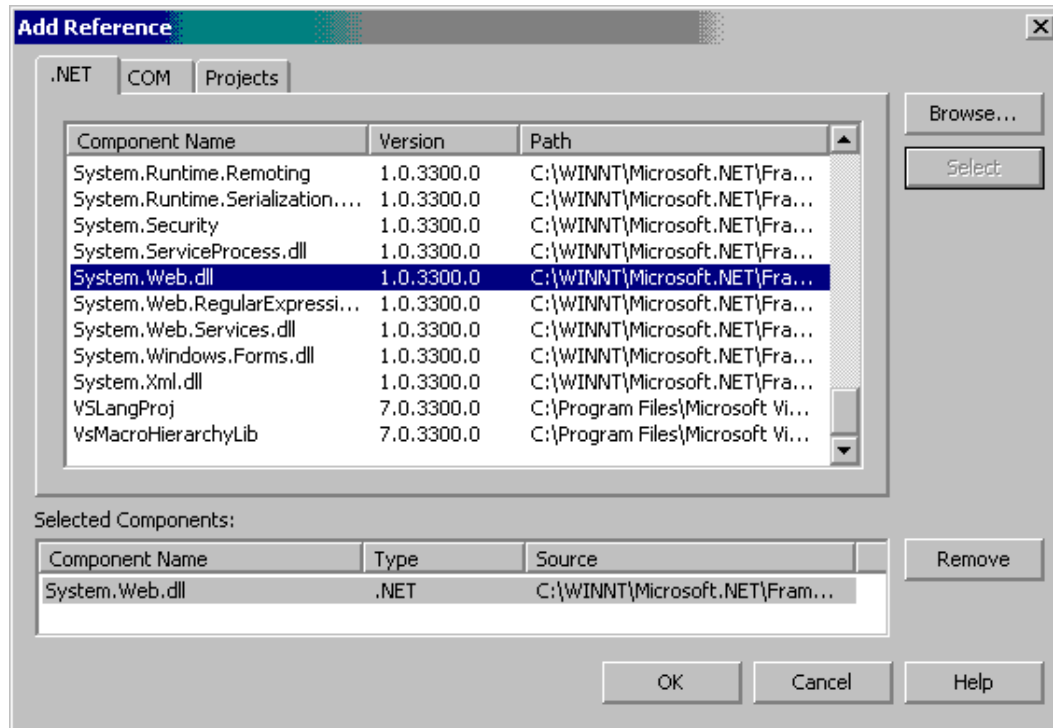 Add Reference
.NET COM Projects
Browse...
Select
Component Name Version Path
System.Runtime.Remoting 1.0.3300.0 C:\WINNT\Microsoft.NET\Fra...
System.Runtime.Serialization.... 1.0.3300.0 C:\WINNT\Microsoft.NET\Fra...
System.Security 1.0.3300.0 C:\WINNT\Microsoft.NET\Fra...
System.ServiceProcess.dll 1.0.3300.0 C:\WINNT\Microsoft.NET\Fra...
System.Web.dll 1.0.3300.0 C:\WINNT\Microsoft.NET\Fra...
System.Web.RegularExpressi... 1.0.3300.0 C:\WINNT\Microsoft.NET\Fra...
System.Web.Services.dll 1.0.3300.0 C:\WINNT\Microsoft.NET\Fra...
System.Windows.Forms.dll 1.0.3300.0 C:\WINNT\Microsoft.NET\Fra...
System.Xml.dll 1.0.3300.0 C:\WINNT\Microsoft.NET\Fra...
VSLangProj 7.0.3300.0 C:\Program Files\Microsoft Vi...
VsMacroHierarchyLib 7.0.3300.0 C:\Program Files\Microsoft Vi...
Selected Components:
Component Name Type Source
Remove
System.Web.dll .NET C:\WINNT\Microsoft.NET\Fram...
OK Cancel Help